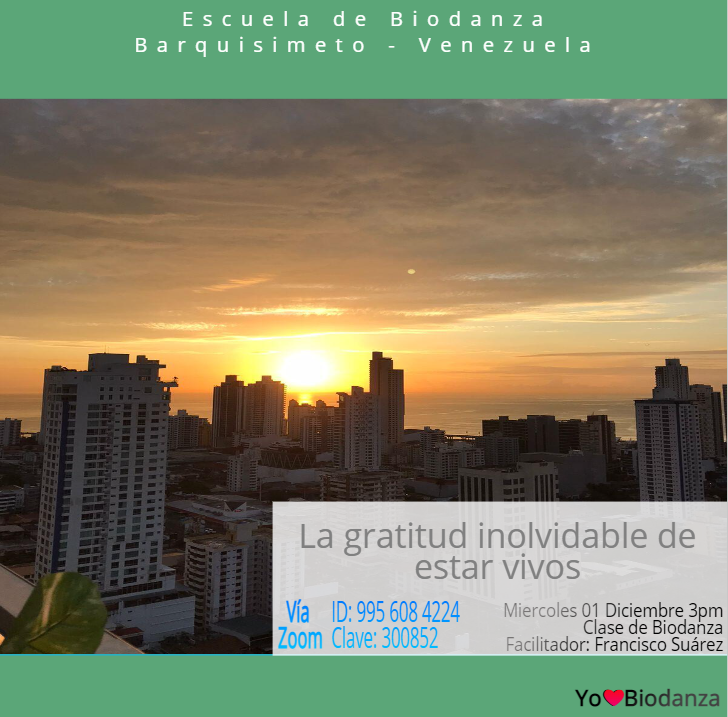 Escuela de Biodanza
Barquisimeto - Venezuela
La gratitud inolvidable de
estar vivos
Vía Zoom
ID: 995 608 4224
Clave: 300852
Miercoles 01 Diciembre 3pm
Clase de Biodanza
Facilitador: Francisco Suárez
Yo❤Biodanza